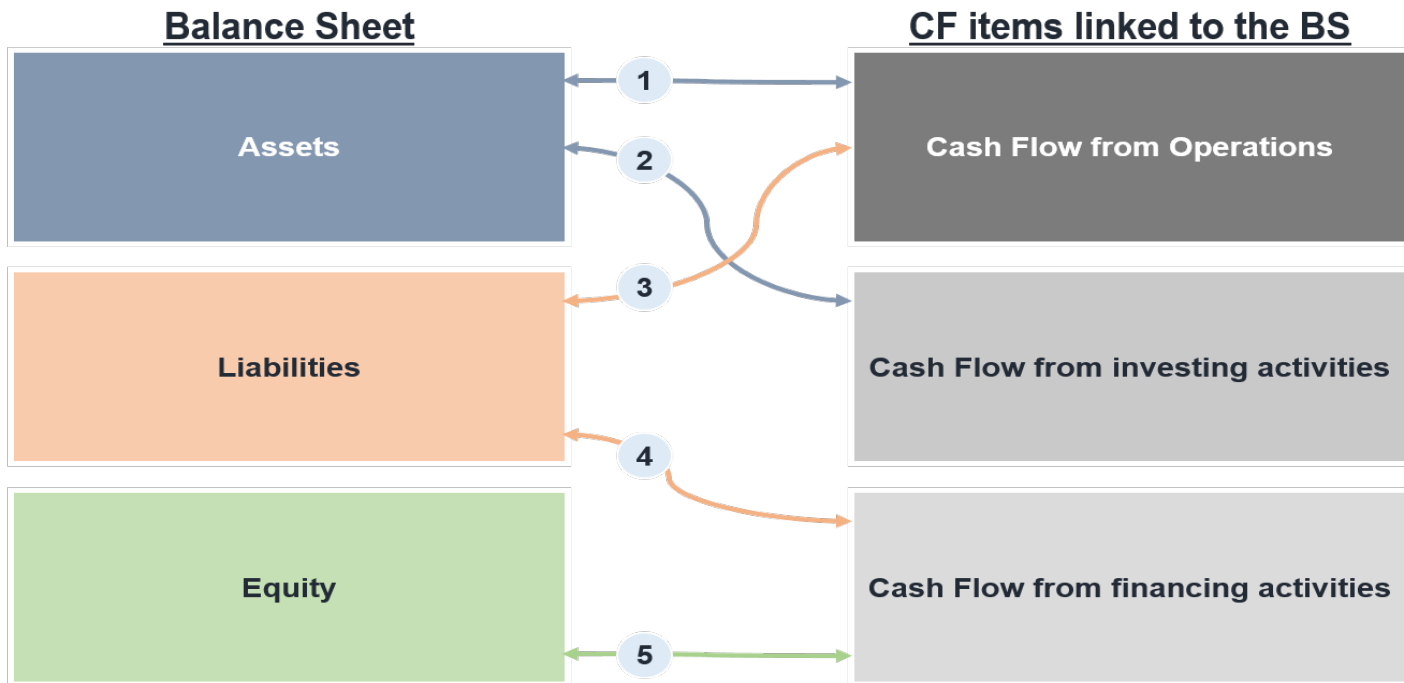 Balance Sheet
CF items linked to the BS
1
Assets
Cash Flow from Operations
2
3
Liabilities
Cash Flow from investing activities
4
Equity
Cash Flow from financing activities
5